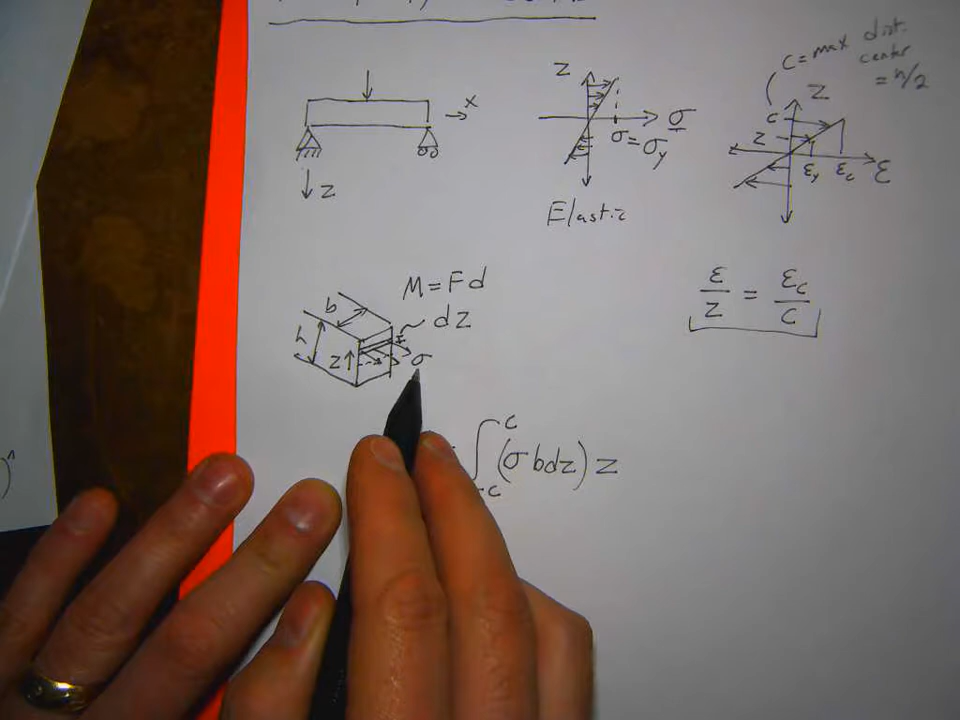 C = max dist.
center
= h/2
x
z
z
σ
σ = σy
Elastic
z
c
z
εy
εc
ε
M = Fd
b
dz
h
z
σ
ε/z = εc/c
∫ c -c (σ b dz) z
)^